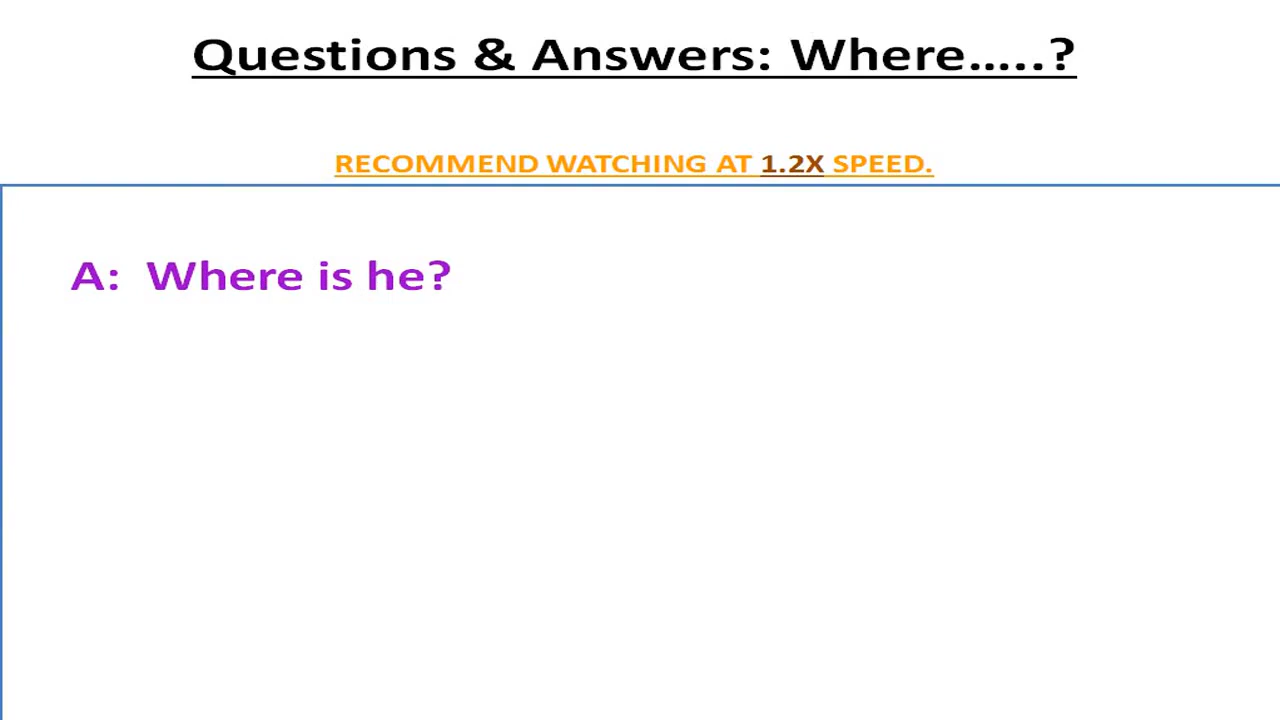 Questions & Answers: Where…..?
RECOMMEND WATCHING AT 1.2X SPEED.
A: Where is he?